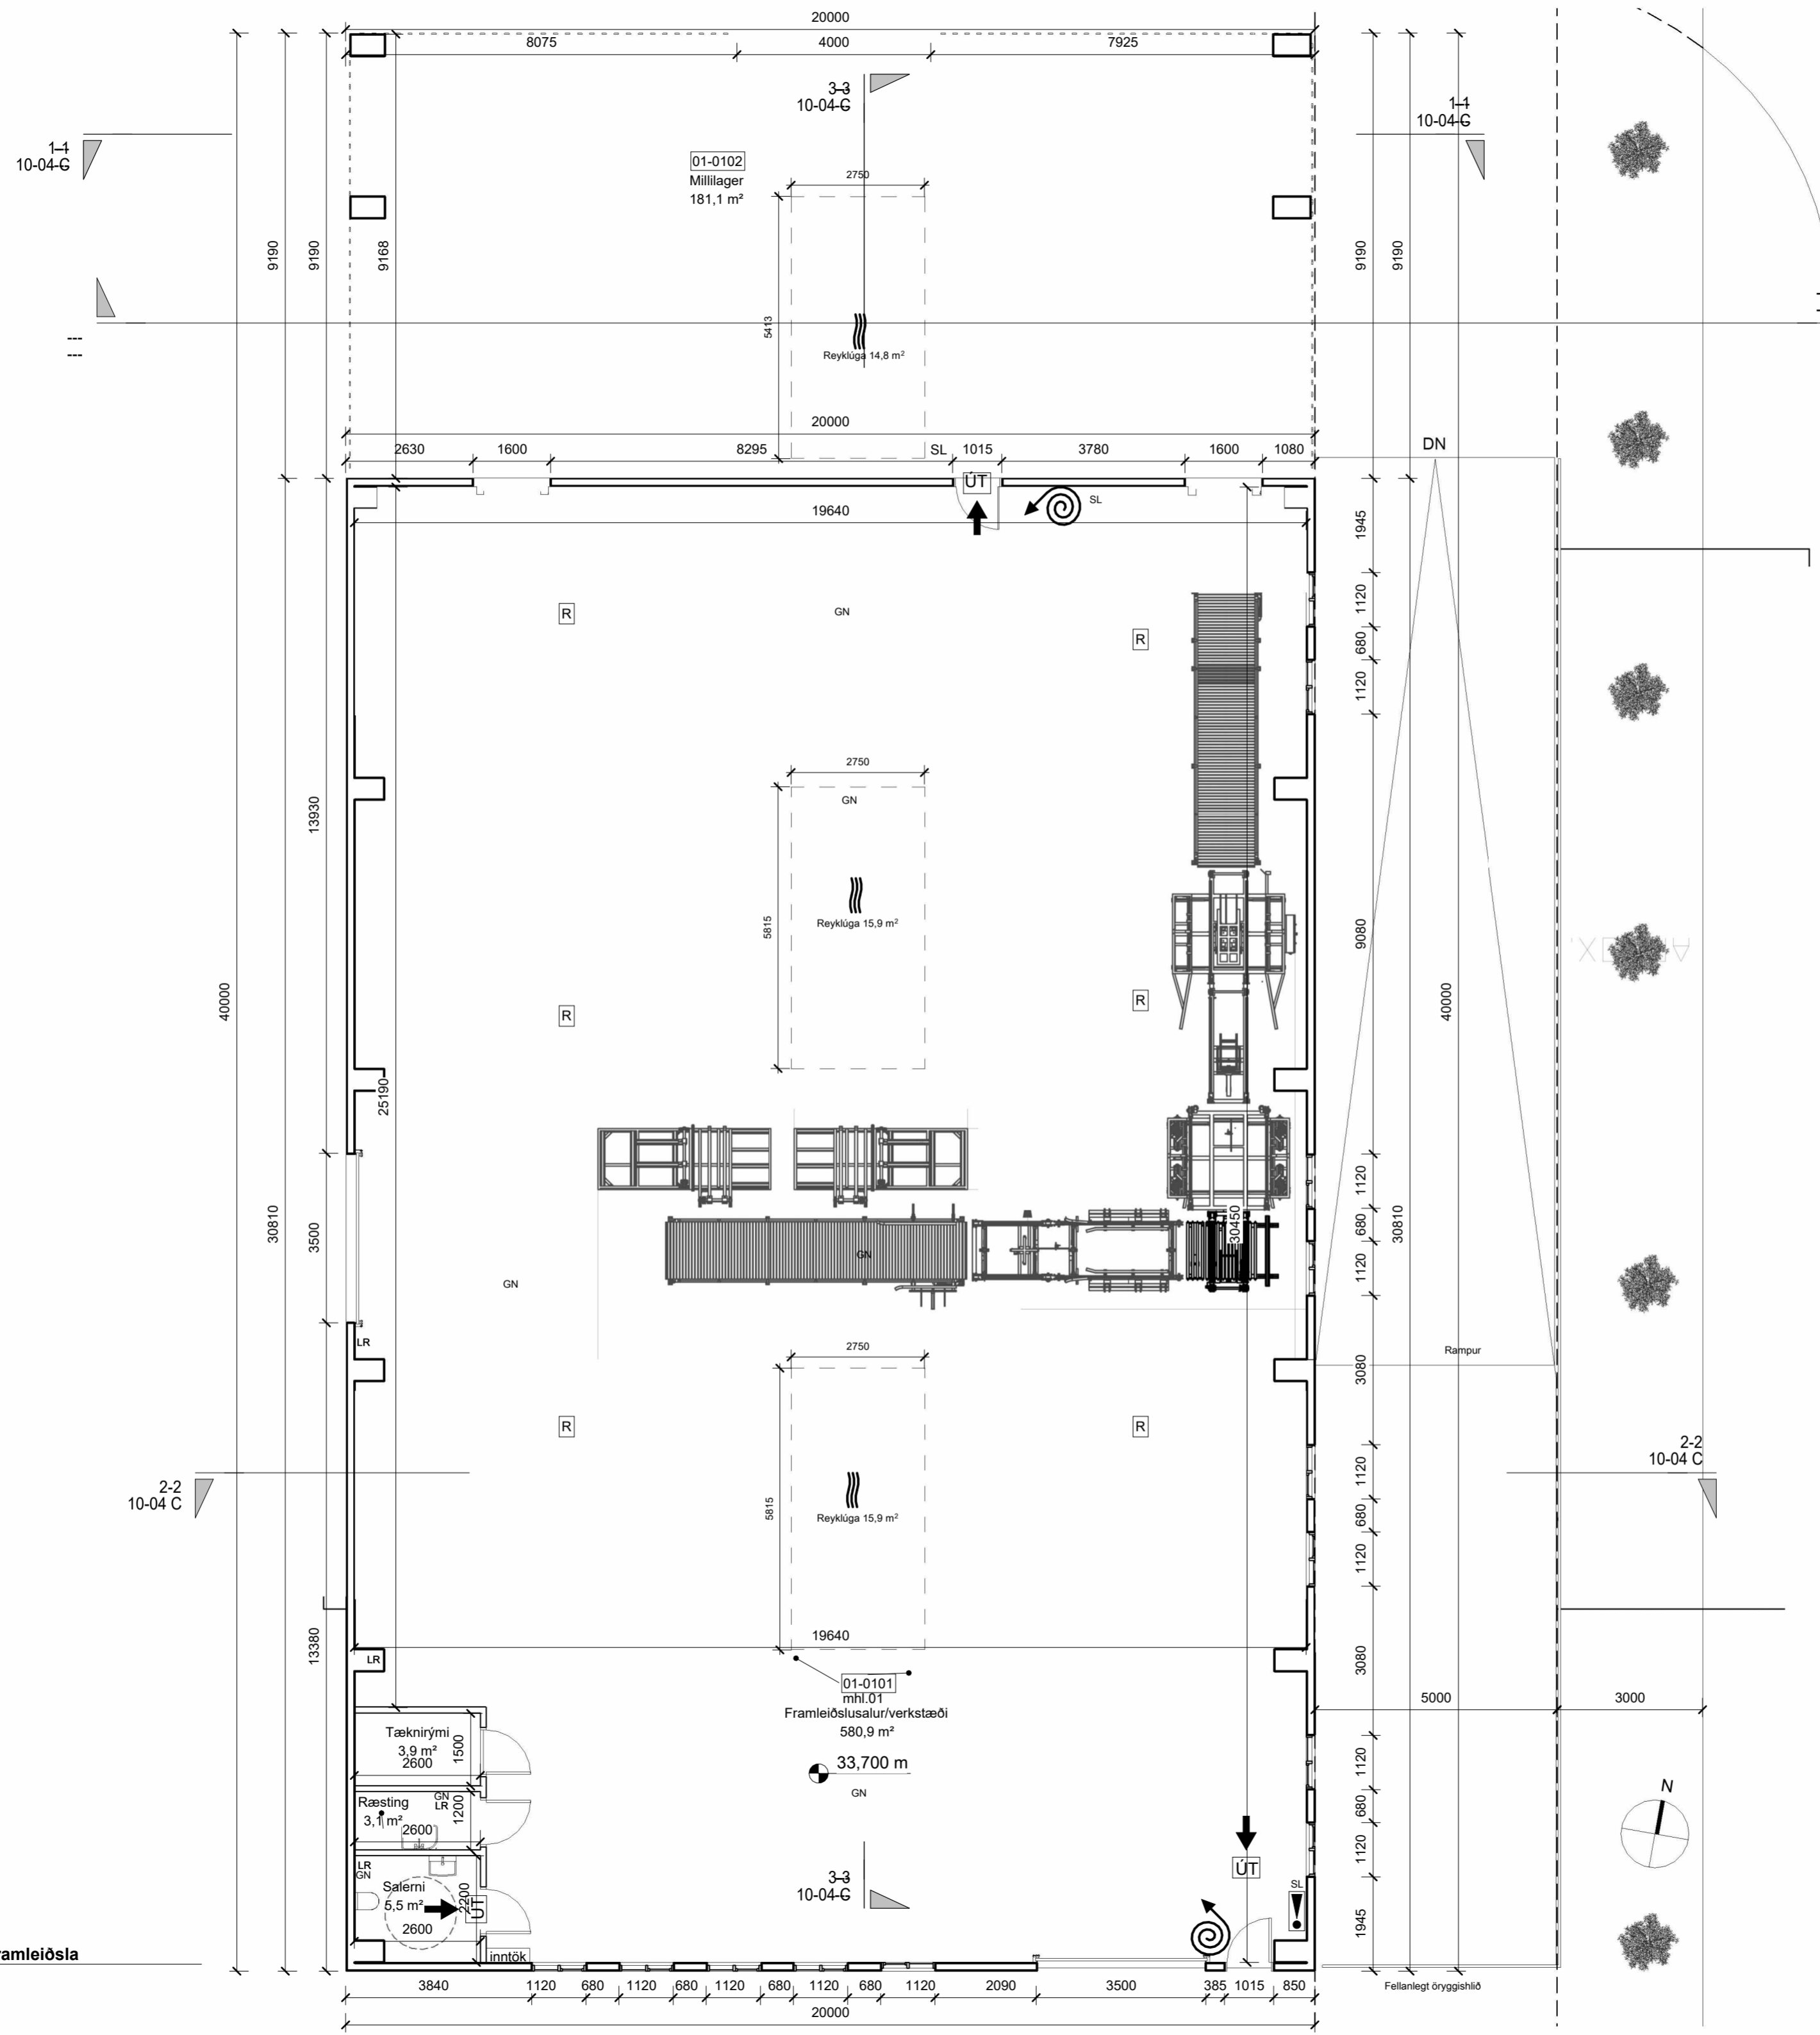 20000
8075
4000
7925
3-3
10-04-C
1-1
10-04-C
1-1
10-04-C
01-0102
Millilager
181,1 m²
2750
9190
9190
9168
9190
9190
5413
Reyklúga 14,8 m²
---
---
20000
2630
1600
8295
SL
1015
3780
1600
1080
DN
ÚT
SL
19640
1945
R
GN
R
1120
680
1120
2750
GN
13930
5815
Reyklúga 15,9 m²
9080
40000
R
R
40000
25190
1120
30810
3500
30450
680
30810
GN
GN
1120
LR
2750
Rampur
3080
R
R
2-2
10-04 C
2-2
10-04 C
1120
680
1120
5815
Reyklúga 15,9 m²
13380
19640
LR
3080
01-0101
mhl.01
Framleiðslusalur/verkstæði
580,9 m²
5000
3000
Tæknirými
3,9 m²
2600
1500
33,700 m
GN
1120
680
1120
N
Ræsting
3,1 m²
GN
LR
1200
2600
LR
GN
Salerni
5,5 m²
2200
ÚT
2600
inntök
3-3
10-04-C
ÚT
SL
1945
ramleiðsla
3840
1120
680
1120
680
1120
680
1120
680
1120
2090
3500
385
1015
850
Fellanlegt öryggishlið
20000